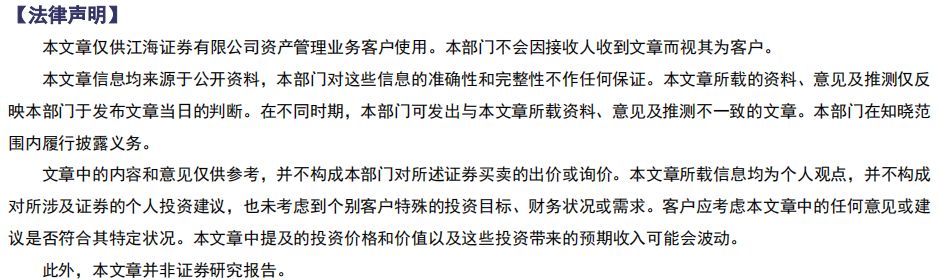 【法律声明】
本文章仅供江海证券有限公司资产管理业务客户使用。本部门不会因接收人收到文章而视其为客户。
本文章信息均来源于公开资料，本部门对这些信息的准确性和完整性不作任何保证。本文章所载的资料、意见及推测仅反
映本部门于发布文章当日的判断。在不同时期，本部门可发出与本文章所载资料、意见及推测不一致的文章。本部门在知晓范
围内履行披露义务。
文章中的内容和意见仅供参考，并不构成本部门对所述证券买卖的出价或询价。本文章所载信息均为个人观点，并不构成
对所涉及证券的个人投资建议，也未考虑到个别客户特殊的投资目标、财务状况或需求。客户应考虑本文章中的任何意见或建
议是否符合其特定状况。本文章中提及的投资价格和价值以及这些投资带来的预期收入可能会波动。
此外，本文章并非证券研究报告。